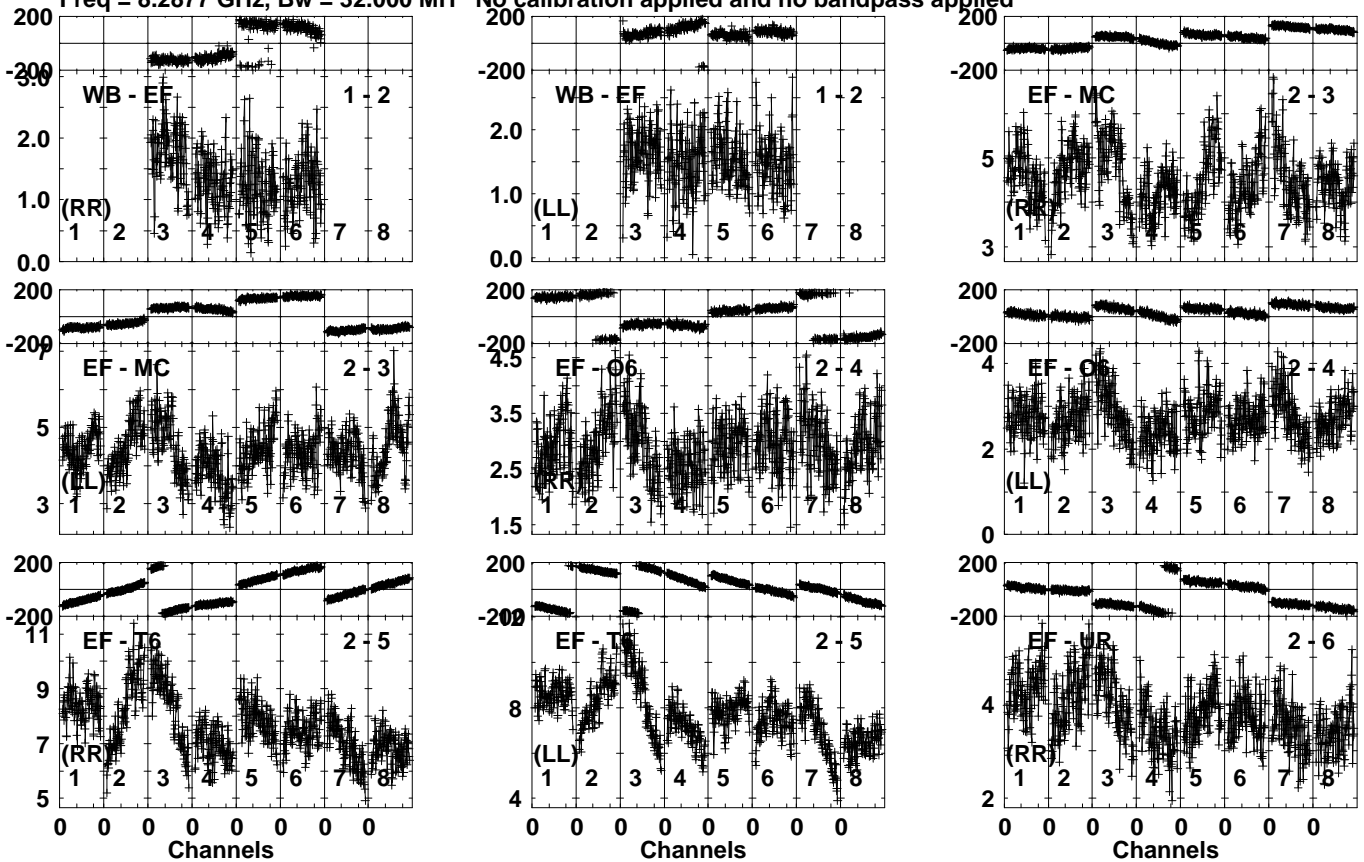 Freq = 8.2877 GHz, Bw = 32.000 MH No calibration applied and no bandpass applied
200 200 200
-200 -200 -200
3.0
WB - EF 1 - 2 WB - EF 1 - 2 EF - MC 2 - 3
2.0 2.0 5
1.0 1.0
(RR) (LL) (RR)
1 2 3 4 5 6 7 8 1 2 3 4 5 6 7 8 1 2 3 4 5 6 7 8
0.0 0.0 3
200 200 200
-200 -200 -200
7 4.5 4
EF - MC 2 - 3 EF - O6 2 - 4 EF - O6 2 - 4
5 3.5 2
2.5
(LL) (RR) (LL)
1 2 3 4 5 6 7 8 1 2 3 4 5 6 7 8 1 2 3 4 5 6 7 8
3 1.5 0
200 200 200
-200 -200 -200
11 12
EF - T6 2 - 5 EF - T6 2 - 5 EF - UR 2 - 6
9 8 4
7
(RR) (LL) (RR)
1 2 3 4 5 6 7 8 1 2 3 4 5 6 7 8 1 2 3 4 5 6 7 8
5 4 2
0 0 0 0 0 0 0 0 0 0 0 0 0 0 0 0 0 0 0 0 0 0 0 0
Channels Channels Channels